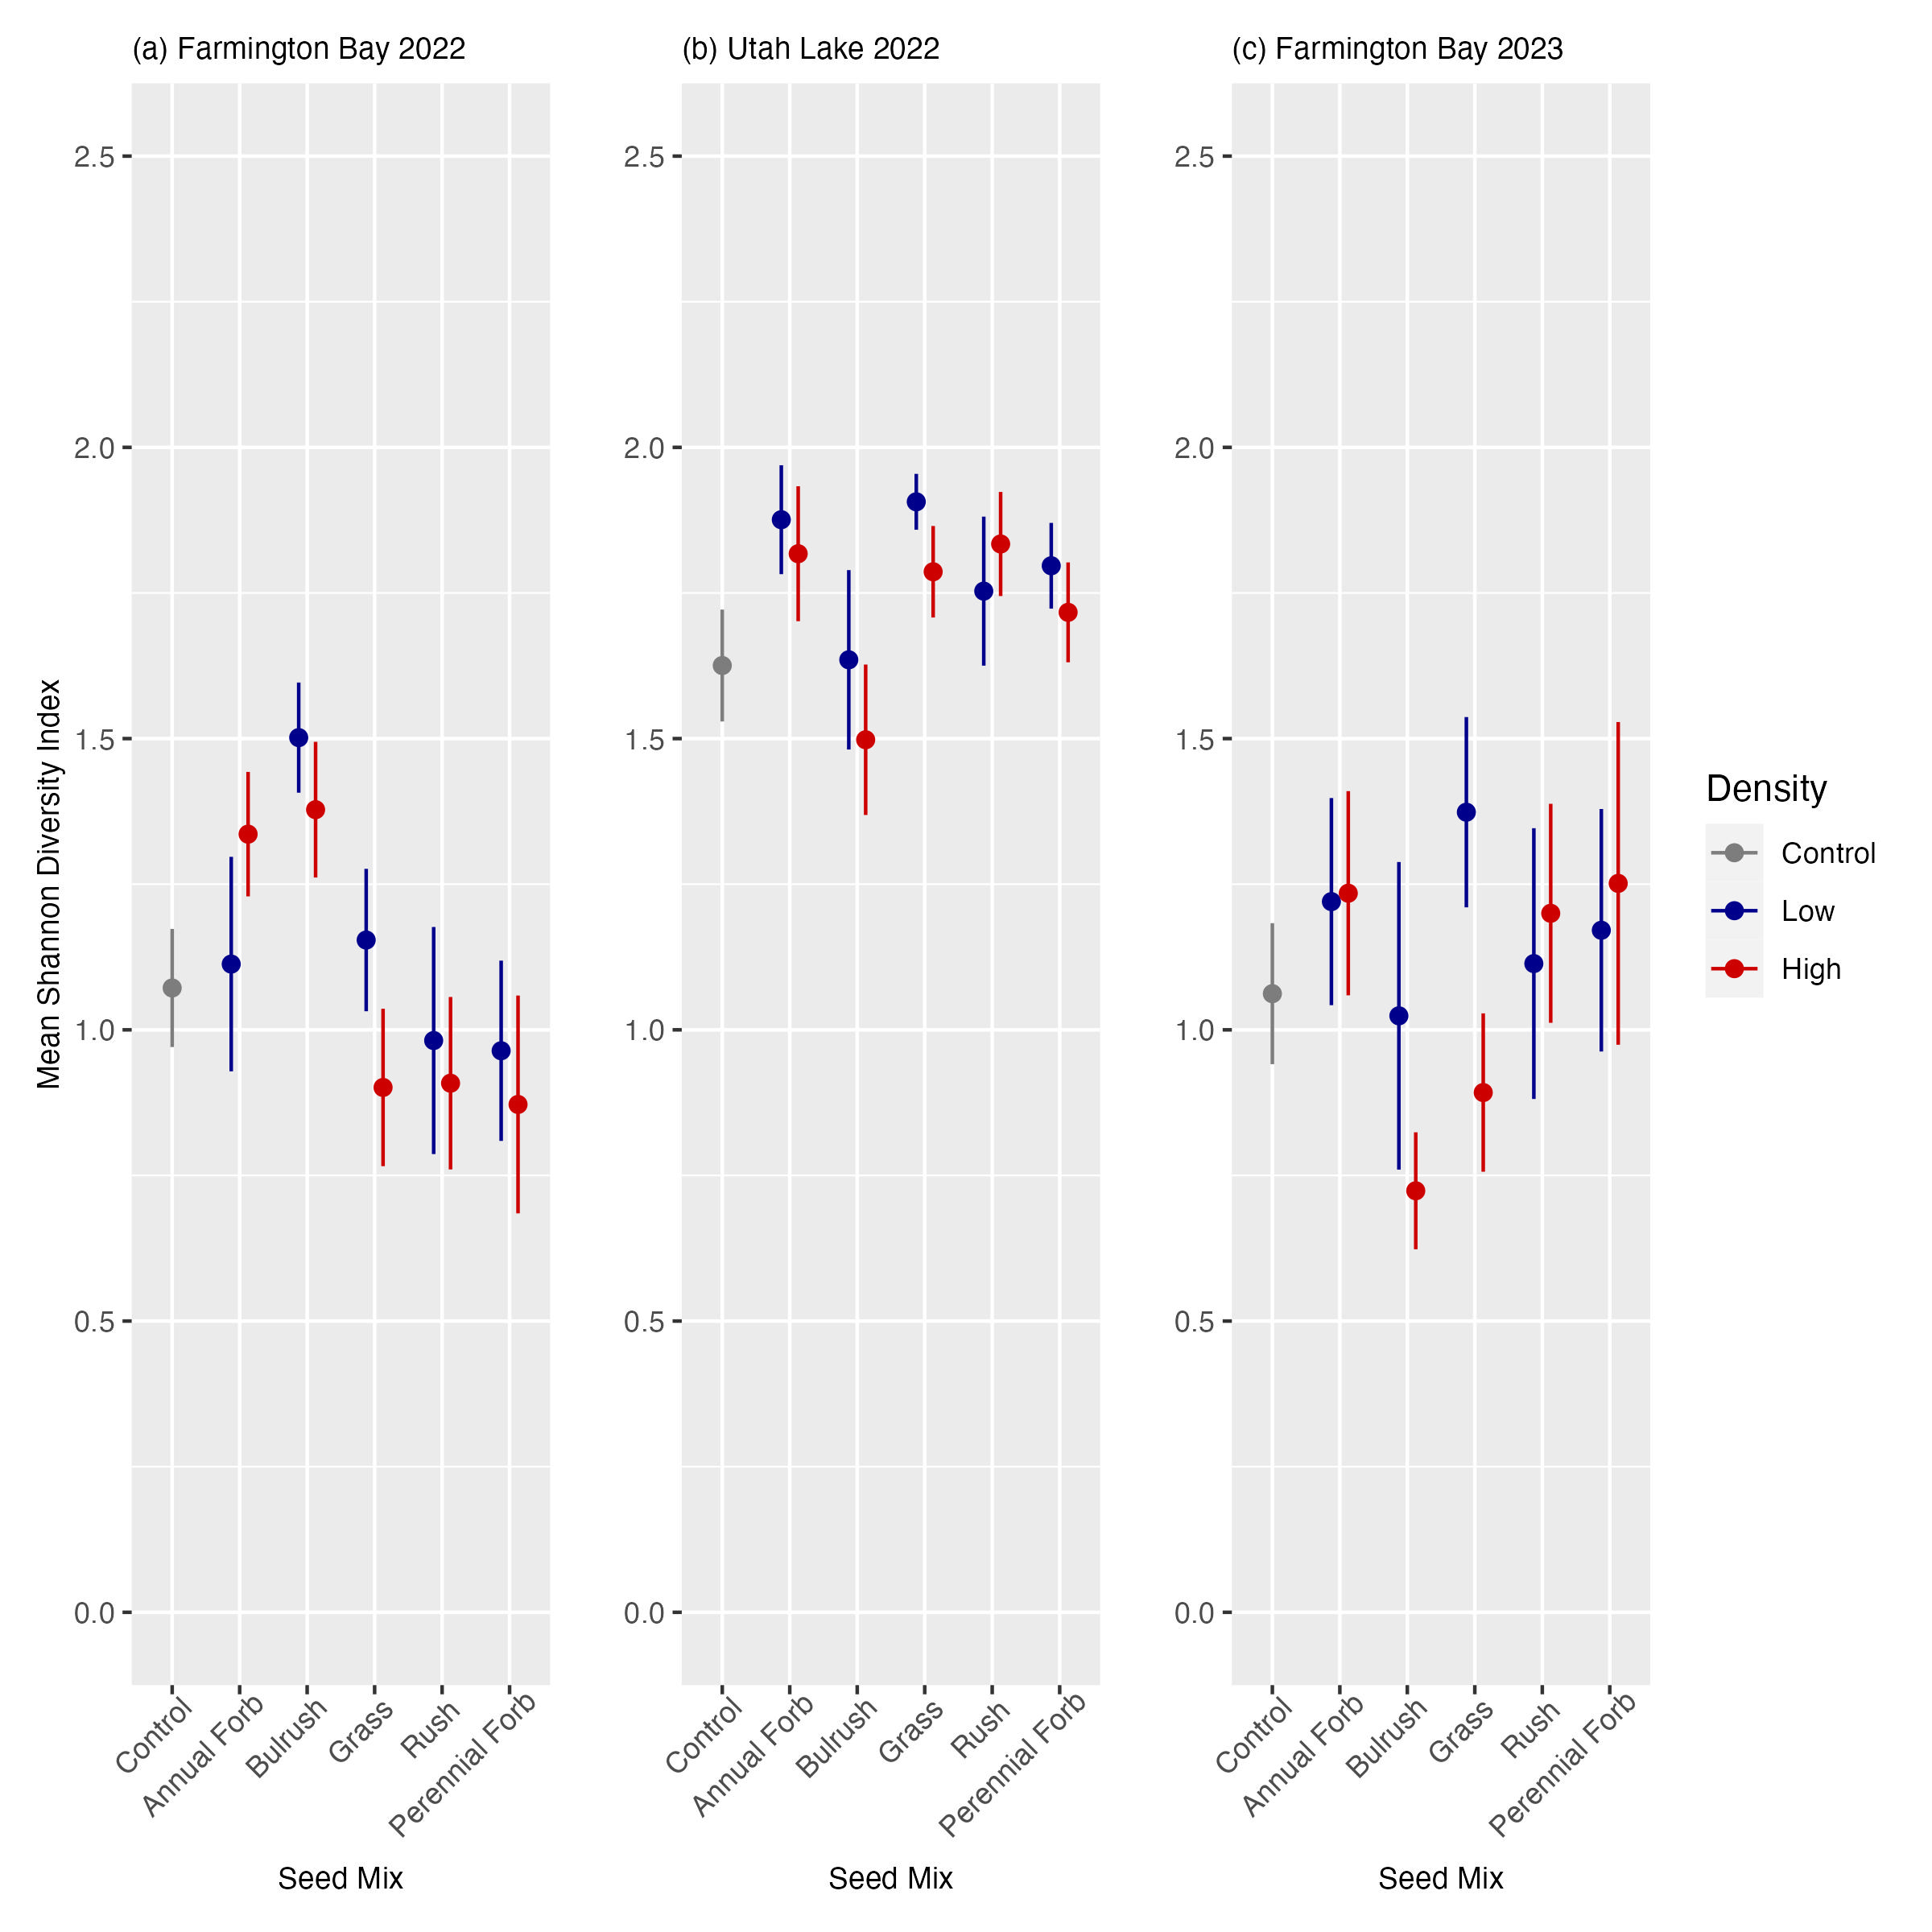 (a) Farmington Bay 2022
(b) Utah Lake 2022
(c) Farmington Bay 2023
Mean Shannon Diversity Index
2.5
2.0
1.5
1.0
0.5
0.0
Control
Annual Forb
Bulrush
Grass
Rush
Perennial Forb
Seed Mix
2.5
2.0
1.5
1.0
0.5
0.0
Control
Annual Forb
Bulrush
Grass
Rush
Perennial Forb
Seed Mix
2.5
2.0
1.5
1.0
0.5
0.0
Control
Annual Forb
Bulrush
Grass
Rush
Perennial Forb
Seed Mix
Density
Control
Low
High